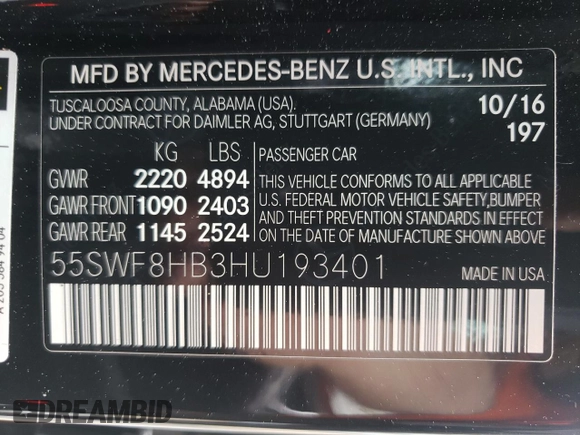 MFD BY MERCEDES-BENZ U.S. INTL., INC
TUSCALOOSA COUNTY, ALABAMA (USA). 10/16
UNDER CONTRACT FOR DAIMLER AG, STUTTGART (GERMANY) 197
KG LBS PASSENGER CAR
GVWR 2220 4894 THIS VEHICLE CONFORMS TO ALL APPLICABLE
GAWR FRONT 1090 2403 U.S. FEDERAL MOTOR VEHICLE SAFETY,BUMPER
AND THEFT PREVENTION STANDARDS IN EFFECT
GAWR REAR 1145 2524 ON THE DATE OF MANUFACTURE SHOWN ABOVE.
55SWF8HB3HU193401 MADE IN USA
DREAMBID